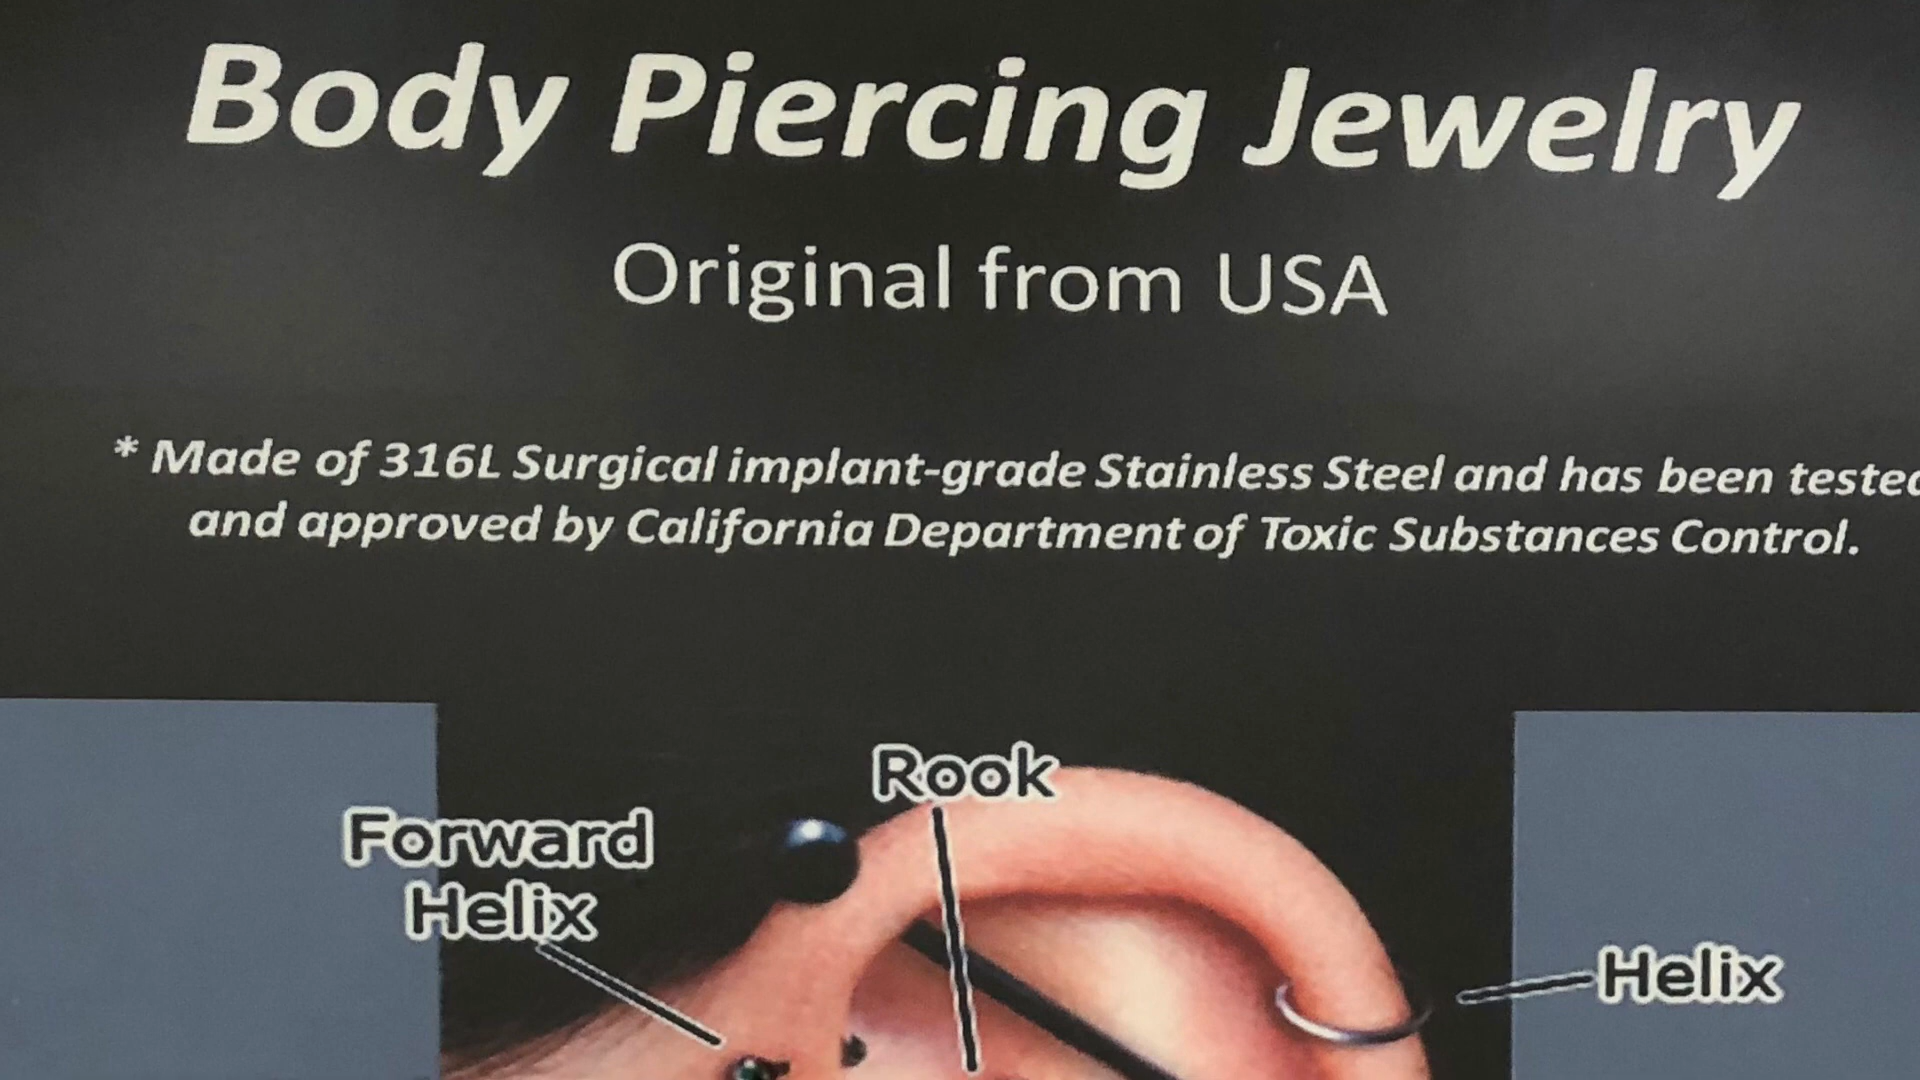 Body Piercing Jewelry
Original from USA
* Made of 316L Surgical implant-grade Stainless Steel and has been tested
and approved by California Department of Toxic Substances Control.
Rook
Forward
Helix
Helix